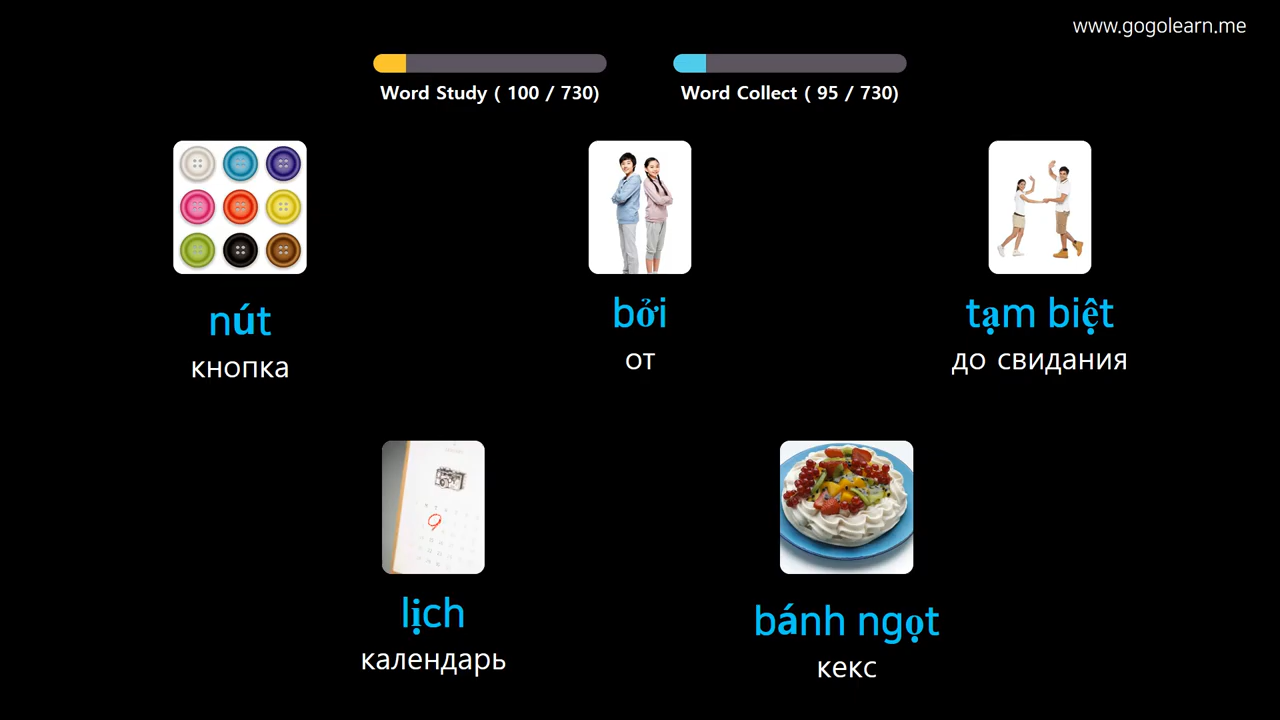 www.gogolearn.me
Word Study ( 100 / 730)
Word Collect ( 95 / 730)
nút
кнопка
bởi
от
tạm biệt
до свидания
lịch
календарь
bánh ngọt
кекс